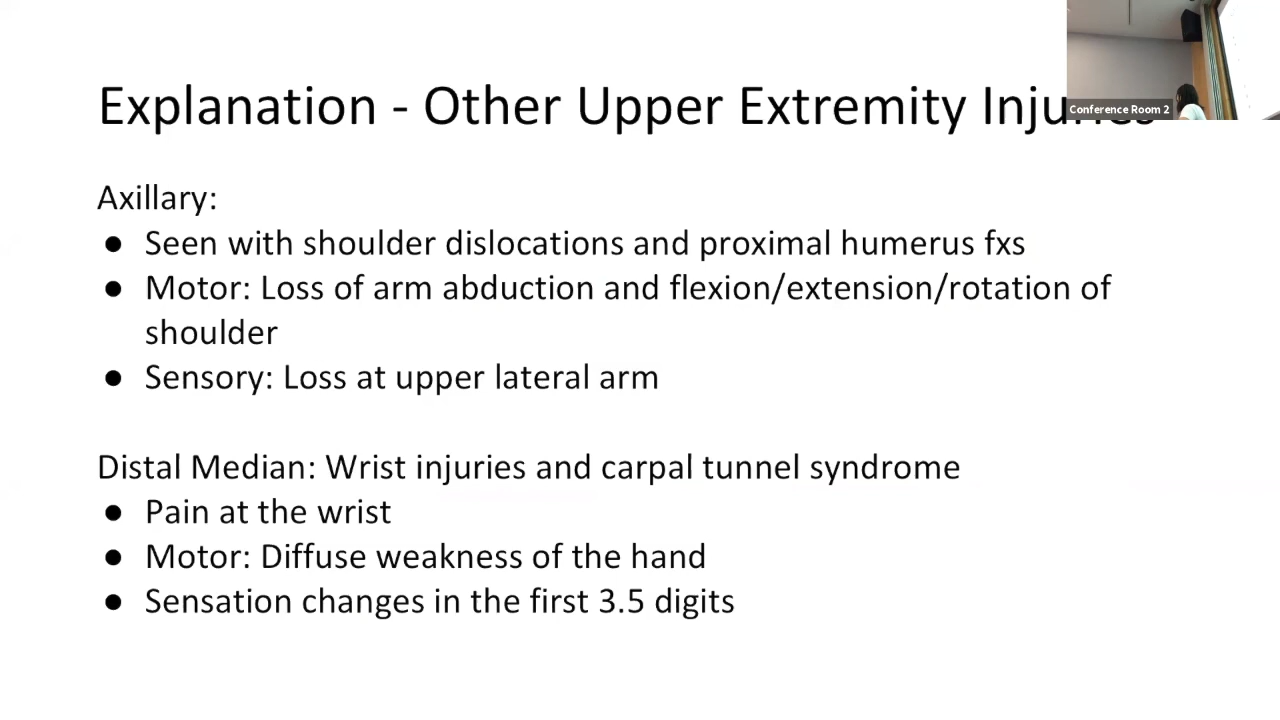 Explanation - Other Upper Extremity Injuries
Conference Room 2
Axillary:
● Seen with shoulder dislocations and proximal humerus fxs
● Motor: Loss of arm abduction and flexion/extension/rotation of
shoulder
● Sensory: Loss at upper lateral arm
Distal Median: Wrist injuries and carpal tunnel syndrome
● Pain at the wrist
● Motor: Diffuse weakness of the hand
● Sensation changes in the first 3.5 digits